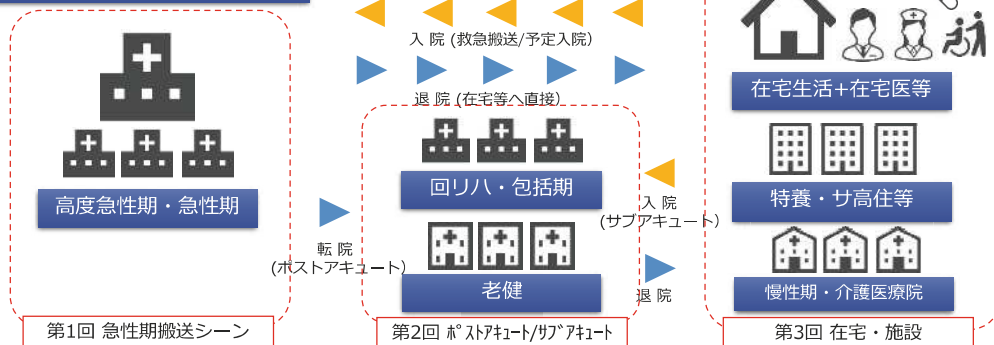 入 院 (救急搬送/予定入院)
退 院 (在宅等へ直接)
高度急性期・急性期
転 院
(ポストアキュート)
第1回 急性期搬送シーン
回リハ・包括期
老健
第2回 ﾎﾟｽﾄｱｷｭｰﾄ/ｻﾌﾞｱｷｭｰﾄ
入 院
(サブアキュート)
退 院
在宅生活+在宅医等
特養・サ高住等
慢性期・介護医療院
第3回 在宅・施設